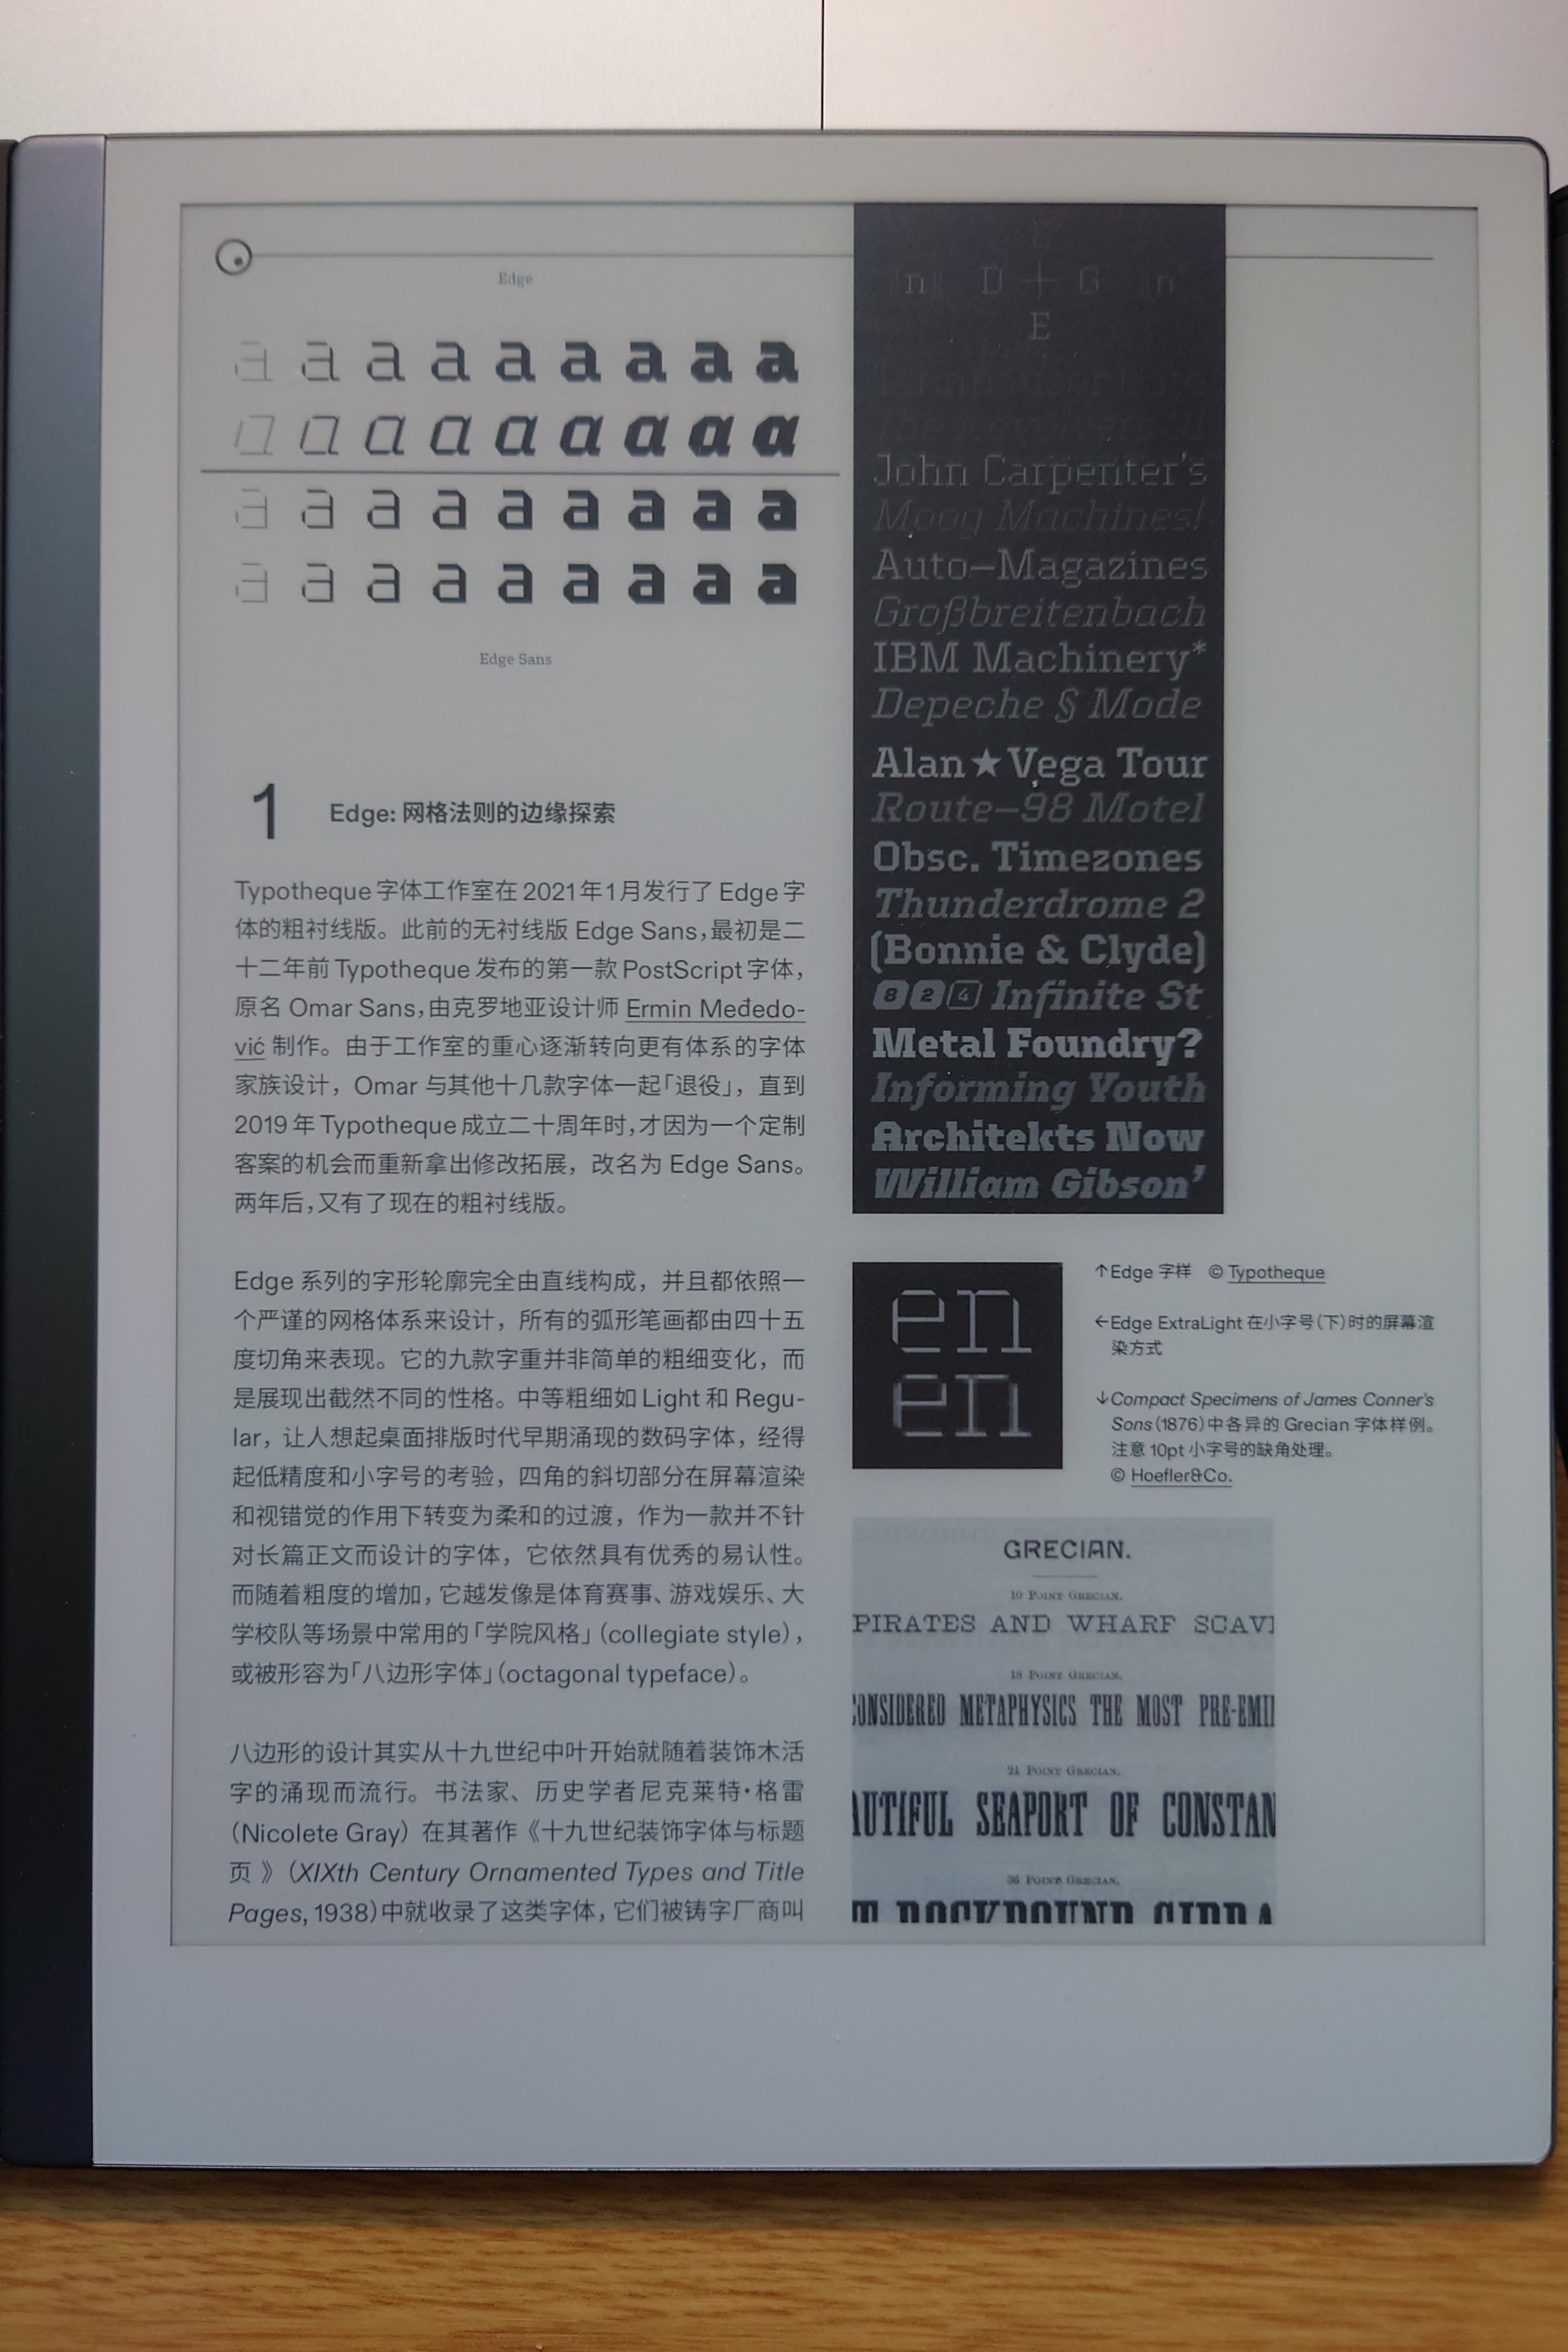 Edge
a a a a a a a a a
a a a a a a a a a
a a a a a a a a a
a a a a a a a a a
Edge Sans
1 Edge: 网格法则的边缘探索
Typotheque 字体工作室在 2021 年 1 月发行了 Edge 字
体的粗衬线版。此前的无衬线版 Edge Sans，最初是二
十二年前 Typotheque 发布的第一款 PostScript 字体，
原名 Omar Sans，由克罗地亚设计师 Ermin Međedo-
vić 制作。由于工作室的重心逐渐转向更有体系的字体
家族设计，Omar 与其他十几款字体一起「退役」，直到
2019 年 Typotheque 成立二十周年时，才因为一个定制
客案的机会而重新拿出修改拓展，改名为 Edge Sans。
两年后，又有了现在的粗衬线版。
Edge 系列的字形轮廓完全由直线构成，并且都依照一
个严谨的网格体系来设计，所有的弧形笔画都由四十五
度切角来表现。它的九款字重并非简单的粗细变化，而
是展现出截然不同的性格。中等粗细如 Light 和 Regu-
lar，让人想起桌面排版时代早期涌现的数码字体，经得
起低精度和小字号的考验，四角的斜切部分在屏幕渲染
和视错觉的作用下转变为柔和的过渡，作为一款并不针
对长篇正文而设计的字体，它依然具有优秀的易认性。
而随着粗度的增加，它越发像是体育赛事、游戏娱乐、大
学校队等场景中常用的「学院风格」（collegiate style），
或被形容为「八边形字体」（octagonal typeface）。
八边形的设计其实从十九世纪中叶开始就随着装饰木活
字的涌现而流行。书法家、历史学者尼克莱特·格雷
（Nicolete Gray）在其著作《十九世纪装饰字体与标题
页》（XIXth Century Ornamented Types and Title
Pages, 1938）中就收录了这类字体，它们被铸字厂商叫
E
n D + G n
E
John Carpenter's
Moog Machines!
Auto–Magazines
Großbreitenbach
IBM Machinery*
Depeche § Mode
Alan ★ Vega Tour
Route–98 Motel
Obsc. Timezones
Thunderdrome 2
(Bonnie & Clyde)
8 2 4 Infinite St
Metal Foundry?
Informing Youth
Architekts Now
William Gibson'
en
en
↑Edge 字样 © Typotheque
←Edge ExtraLight 在小字号（下）时的屏幕渲
染方式
↓Compact Specimens of James Conner's
Sons（1876）中各异的 Grecian 字体样例。
注意 10pt 小字号的缺角处理。
© Hoefler&Co.
GRECIAN.
10 Point Grecian.
PIRATES AND WHARF SCAVE
18 Point Grecian.
CONSIDERED METAPHYSICS THE MOST PRE-EMIN
24 Point Grecian.
AUTIFUL SEAPORT OF CONSTAN
36 Point Grecian.